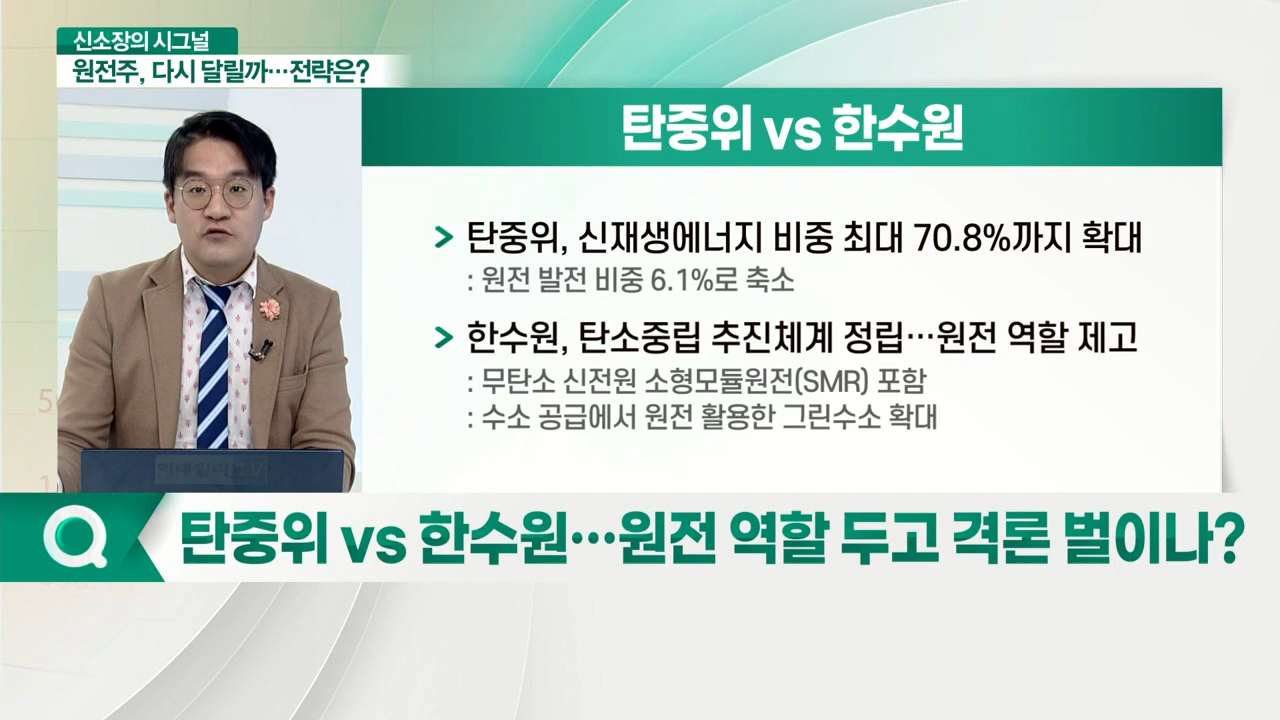 신소장의 시그널
원전주, 다시 달릴까…전략은?
탄중위 vs 한수원
탄중위, 신재생에너지 비중 최대 70.8%까지 확대
: 원전 발전 비중 6.1%로 축소
한수원, 탄소중립 추진체계 정립…원전 역할 제고
: 무탄소 신전원 소형모듈원전(SMR) 포함
: 수소 공급에서 원전 활용한 그린수소 확대
탄중위 vs 한수원…원전 역할 두고 격론 벌이나?